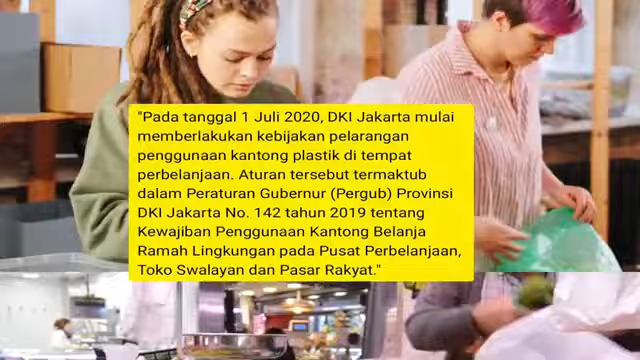 "Pada tanggal 1 Juli 2020, DKI Jakarta mulai
memberlakukan kebijakan pelarangan
penggunaan kantong plastik di tempat
perbelanjaan. Aturan tersebut termaktub
dalam Peraturan Gubernur (Pergub) Provinsi
DKI Jakarta No. 142 tahun 2019 tentang
Kewajiban Penggunaan Kantong Belanja
Ramah Lingkungan pada Pusat Perbelanjaan,
Toko Swalayan dan Pasar Rakyat."